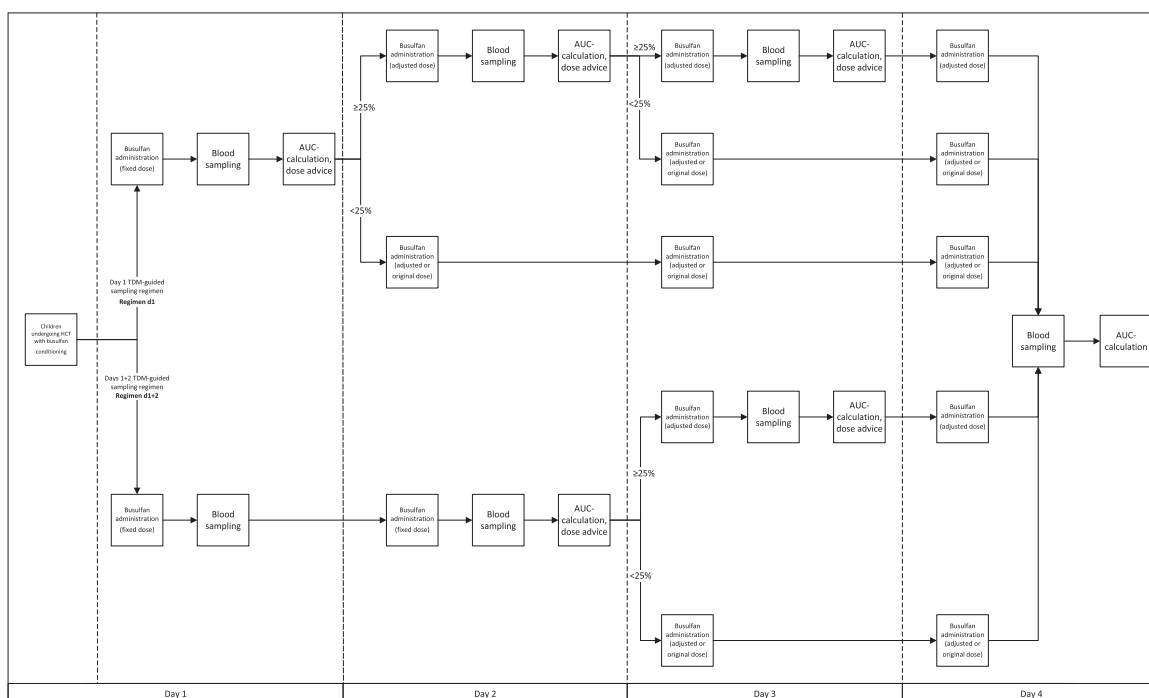 Busulfan
administration
(adjusted dose)
Blood
sampling
AUC-
calculation,
dose advice
≥25%
Busulfan
administration
(adjusted dose)
Blood
sampling
AUC-
calculation,
dose advice
Busulfan
administration
(adjusted dose)
≥25%
<25%
Busulfan
administration
(fixed dose)
Blood
sampling
AUC-
calculation,
dose advice
Busulfan
administration
(adjusted or
original dose)
Busulfan
administration
(adjusted or
original dose)
<25%
Busulfan
administration
(adjusted or
original dose)
Busulfan
administration
(adjusted or
original dose)
Busulfan
administration
(adjusted or
original dose)
Day 1 TDM-guided
sampling regimen
Regimen d1
Children
undergoing HCT
with busulfan
conditioning
Blood
sampling
AUC-
calculation
Days 1+2 TDM-guided
sampling regimen
Regimen d1+2
Busulfan
administration
(adjusted dose)
Blood
sampling
AUC-
calculation,
dose advice
Busulfan
administration
(adjusted dose)
≥25%
Busulfan
administration
(fixed dose)
Blood
sampling
Busulfan
administration
(fixed dose)
Blood
sampling
AUC-
calculation,
dose advice
<25%
Busulfan
administration
(adjusted or
original dose)
Busulfan
administration
(adjusted or
original dose)
Day 1
Day 2
Day 3
Day 4